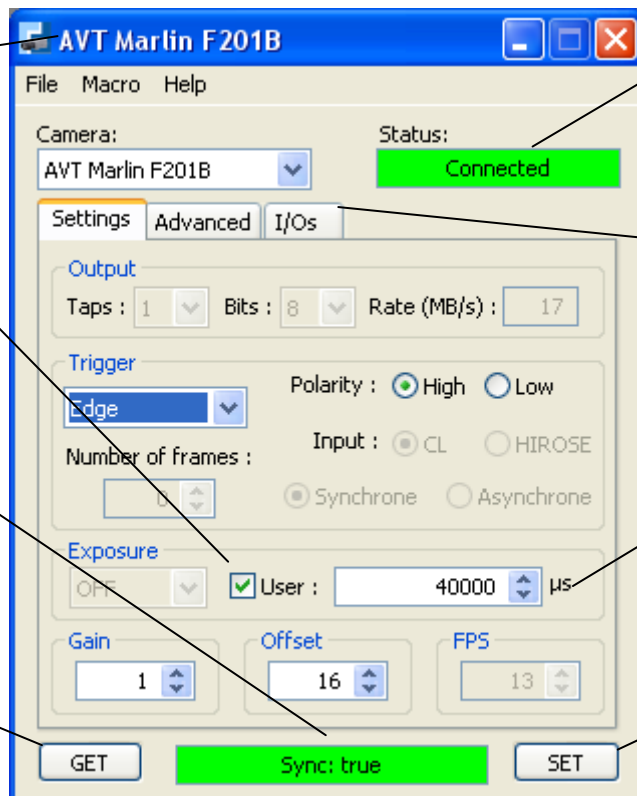 AVT Marlin F201B
File Macro Help
Camera: Status:
AVT Marlin F201B Connected
Settings Advanced I/Os
Output
Taps : 1 Bits : 8 Rate (MB/s) : 17
Trigger
Edge Polarity : High Low
Number of frames : Input : CL HIROSE
0 Synchrone Asynchrone
Exposure
OFF User : 40000 µs
Gain Offset FPS
1 16 13
GET Sync: true SET